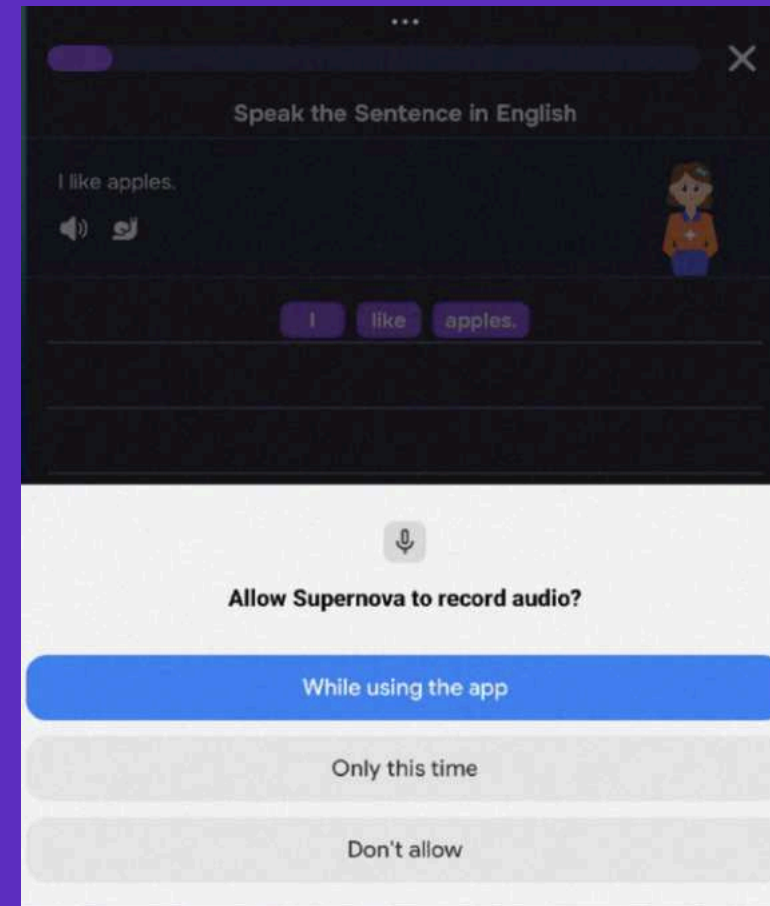 Speak the Sentence in English
I like apples.
I like apples.
Allow Supernova to record audio?
While using the app
Only this time
Don't allow